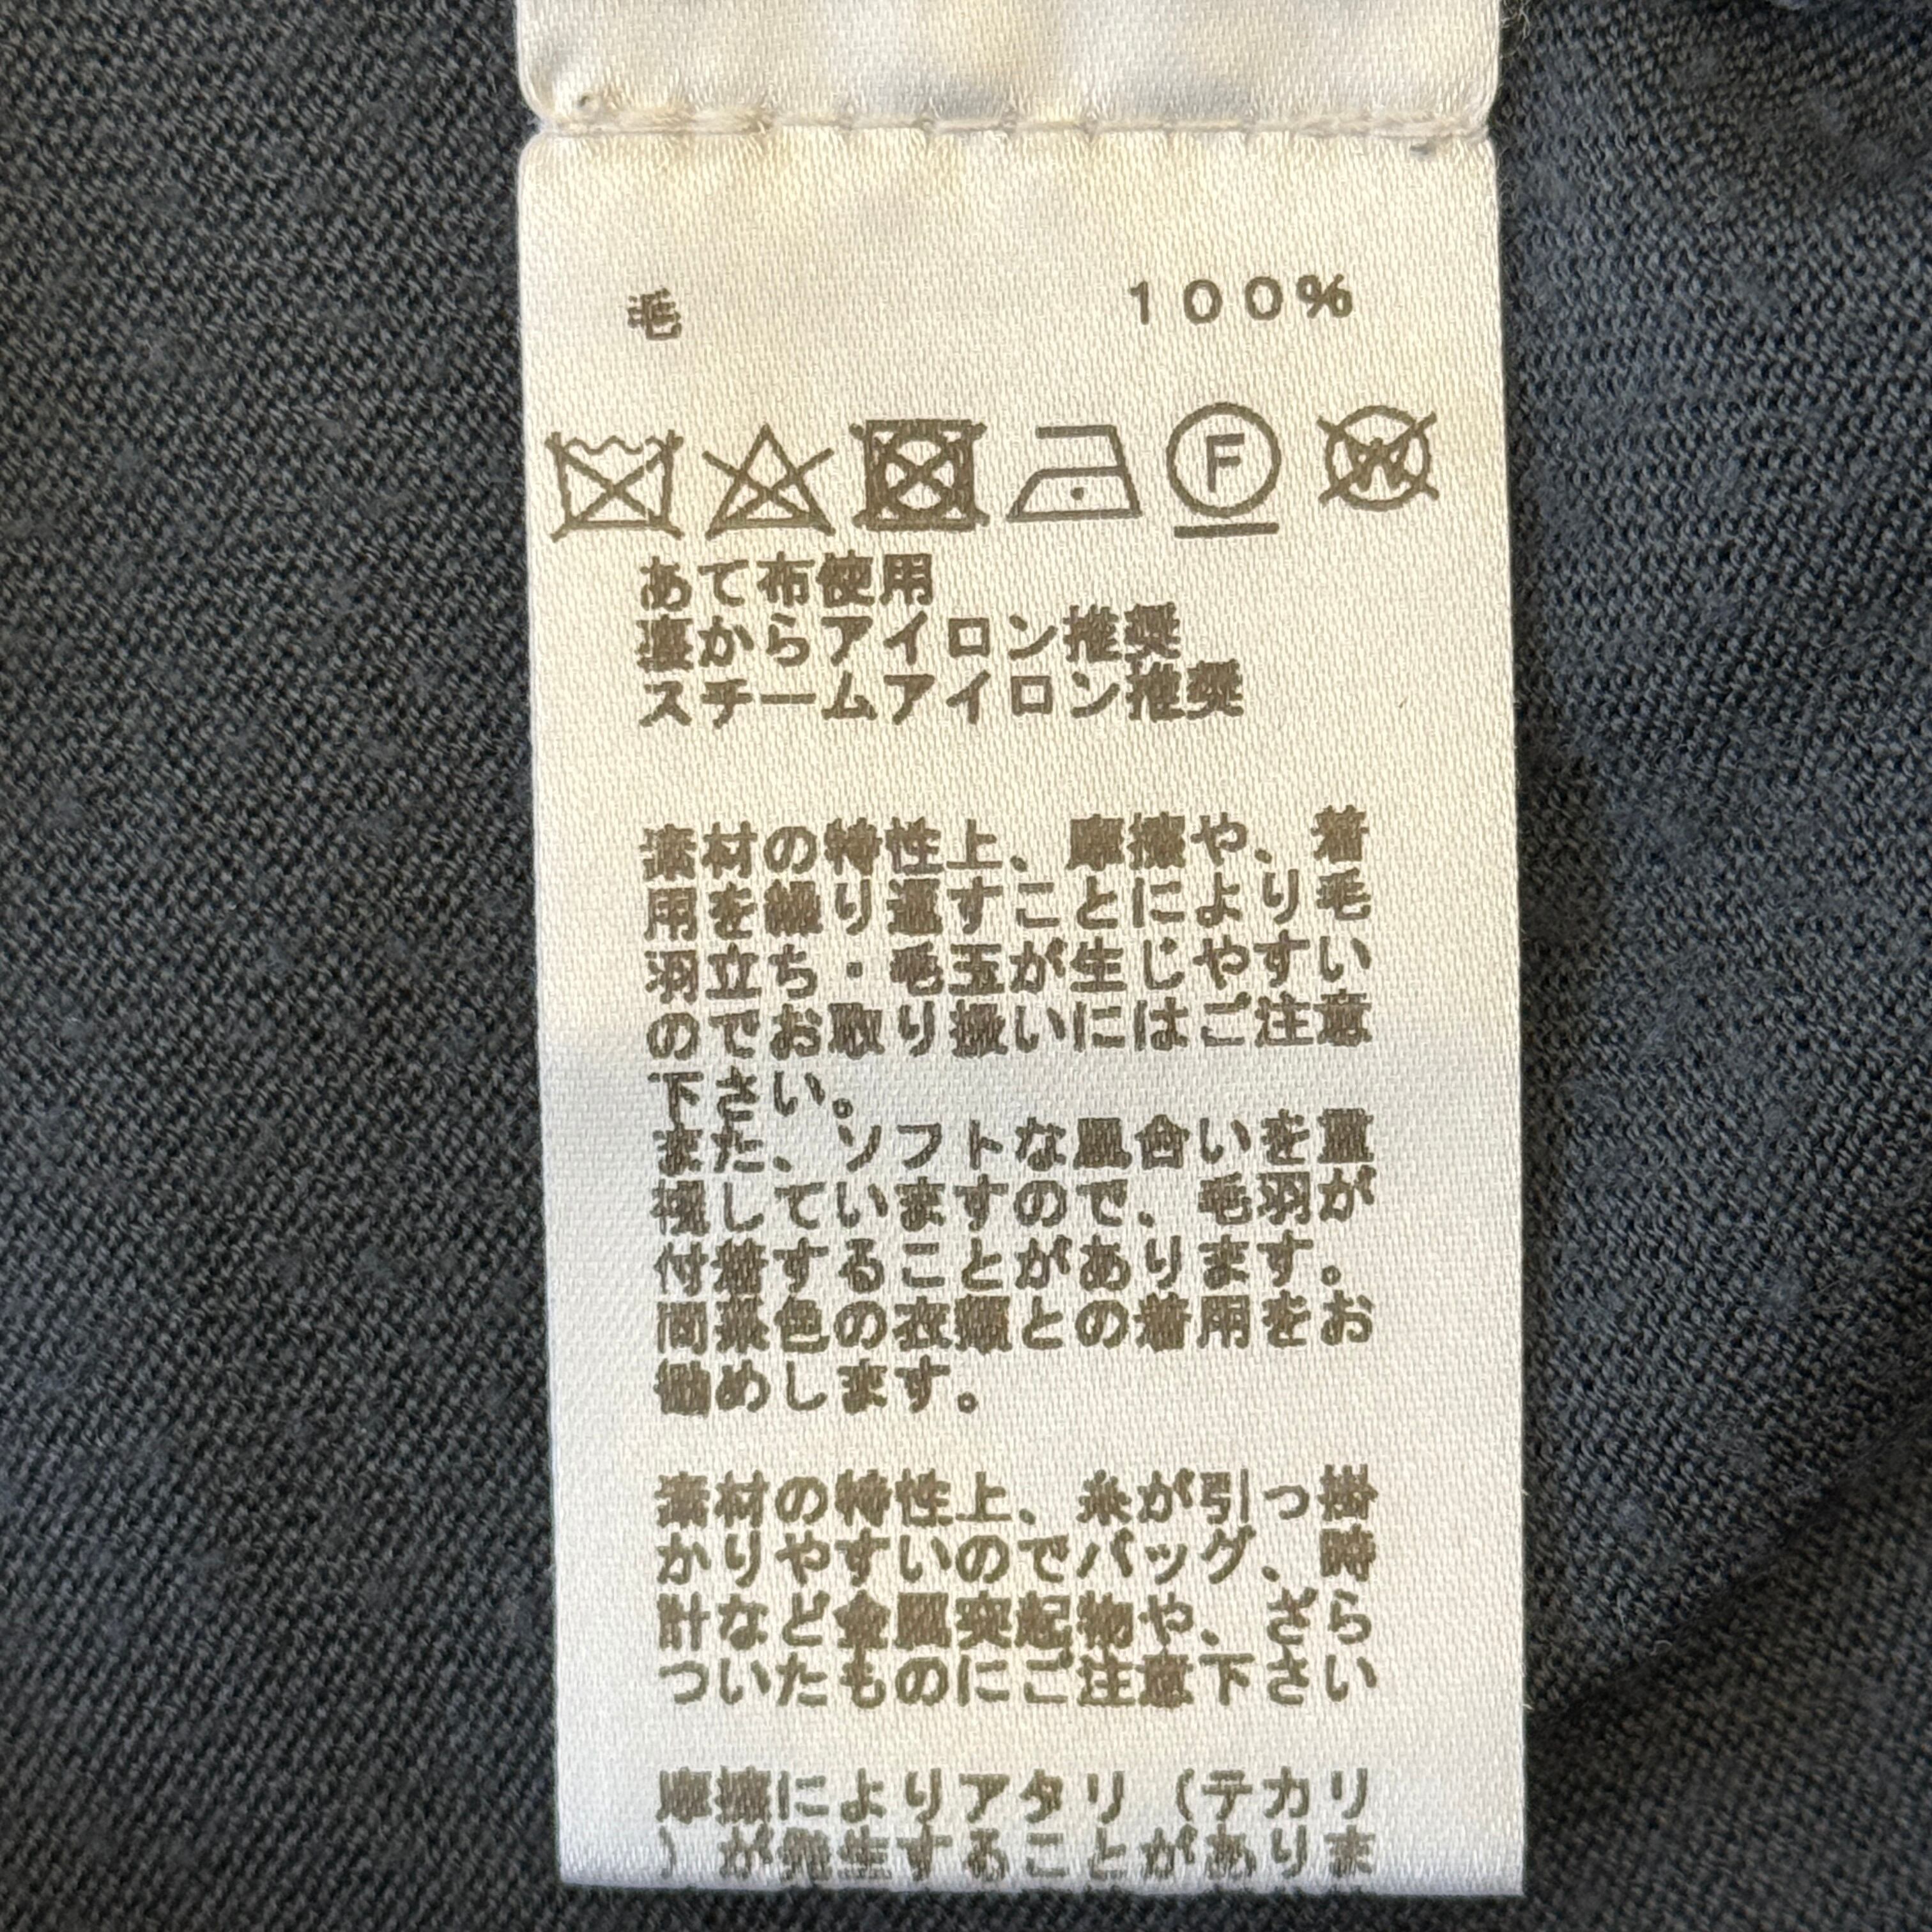 毛 100%
F W
あて布使用
裏からアイロン推奨
スチームアイロン推奨
素材の特性上、摩擦や、着
用を繰り返すことにより毛
羽立ち・毛玉が生じやすい
のでお取り扱いにはご注意
下さい。
また、ソフトな風合いを重
視していますので、毛羽が
付着することがあります。
同系色の衣類との着用をお
勧めします。
素材の特性上、糸が引っ掛
かりやすいのでバッグ、時
計など金属突起物や、ざら
ついたものにご注意下さい
摩擦によりアタリ（テカリ
）が発生することがありま